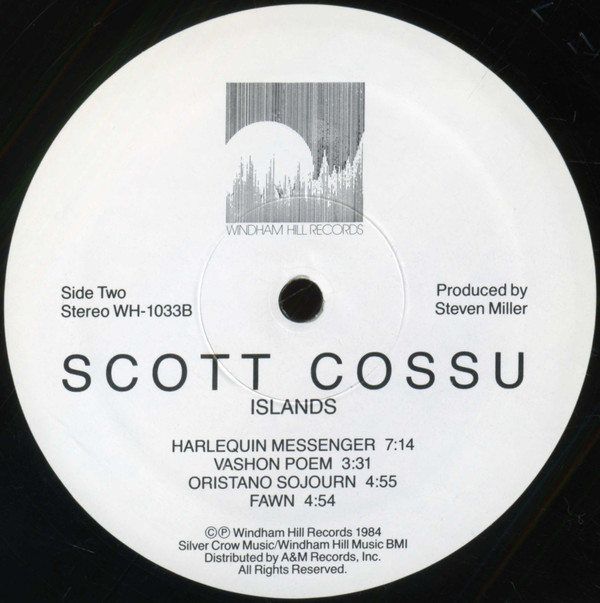 WINDHAM HILL RECORDS
Side Two
Stereo WH-1033B
Produced by
Steven Miller
SCOTT COSSU
ISLANDS
HARLEQUIN MESSENGER 7:14
VASHON POEM 3:31
ORISTANO SOJOURN 4:55
FAWN 4:54
©℗ Windham Hill Records 1984
Silver Crow Music/Windham Hill Music BMI
Distributed by A&M Records, Inc.
All Rights Reserved.